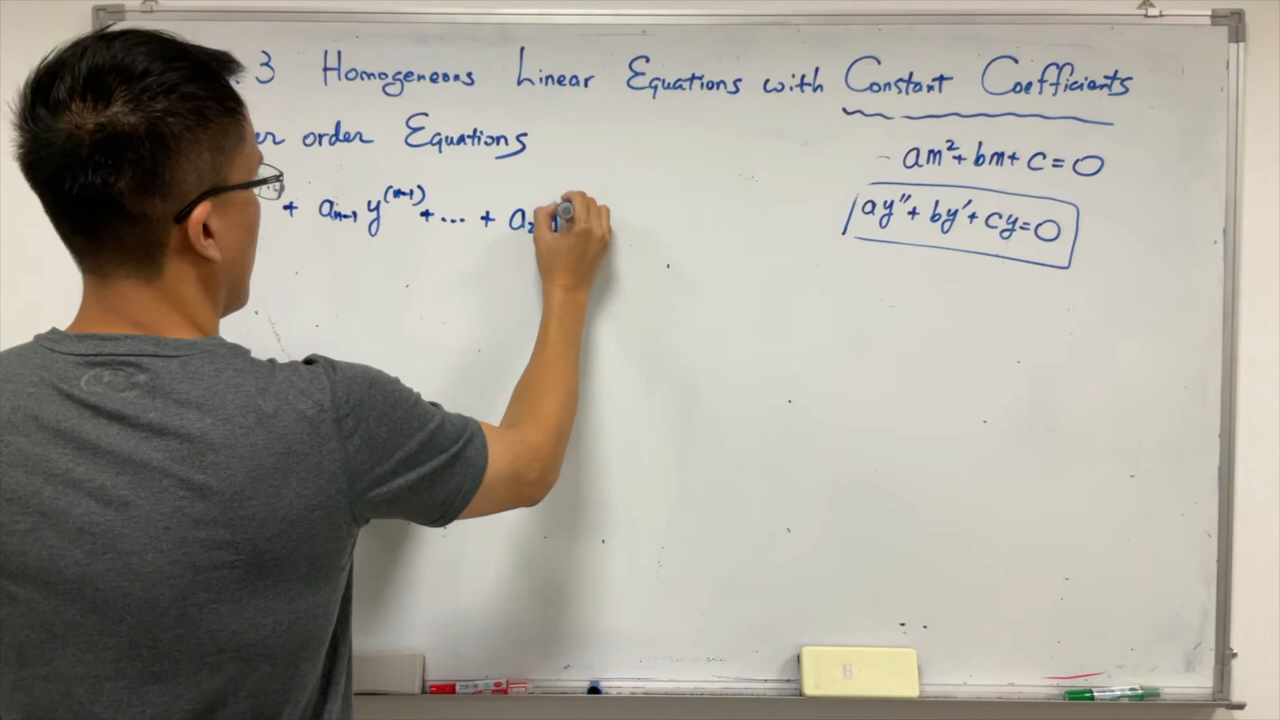 .3 Homogeneous Linear Equations with Constant Coefficients
er order Equations
am²+bm+c=0
+ aₙ₋₁ y⁽ⁿ⁻¹⁾ + ... + a₂
ay″+by′+cy=0